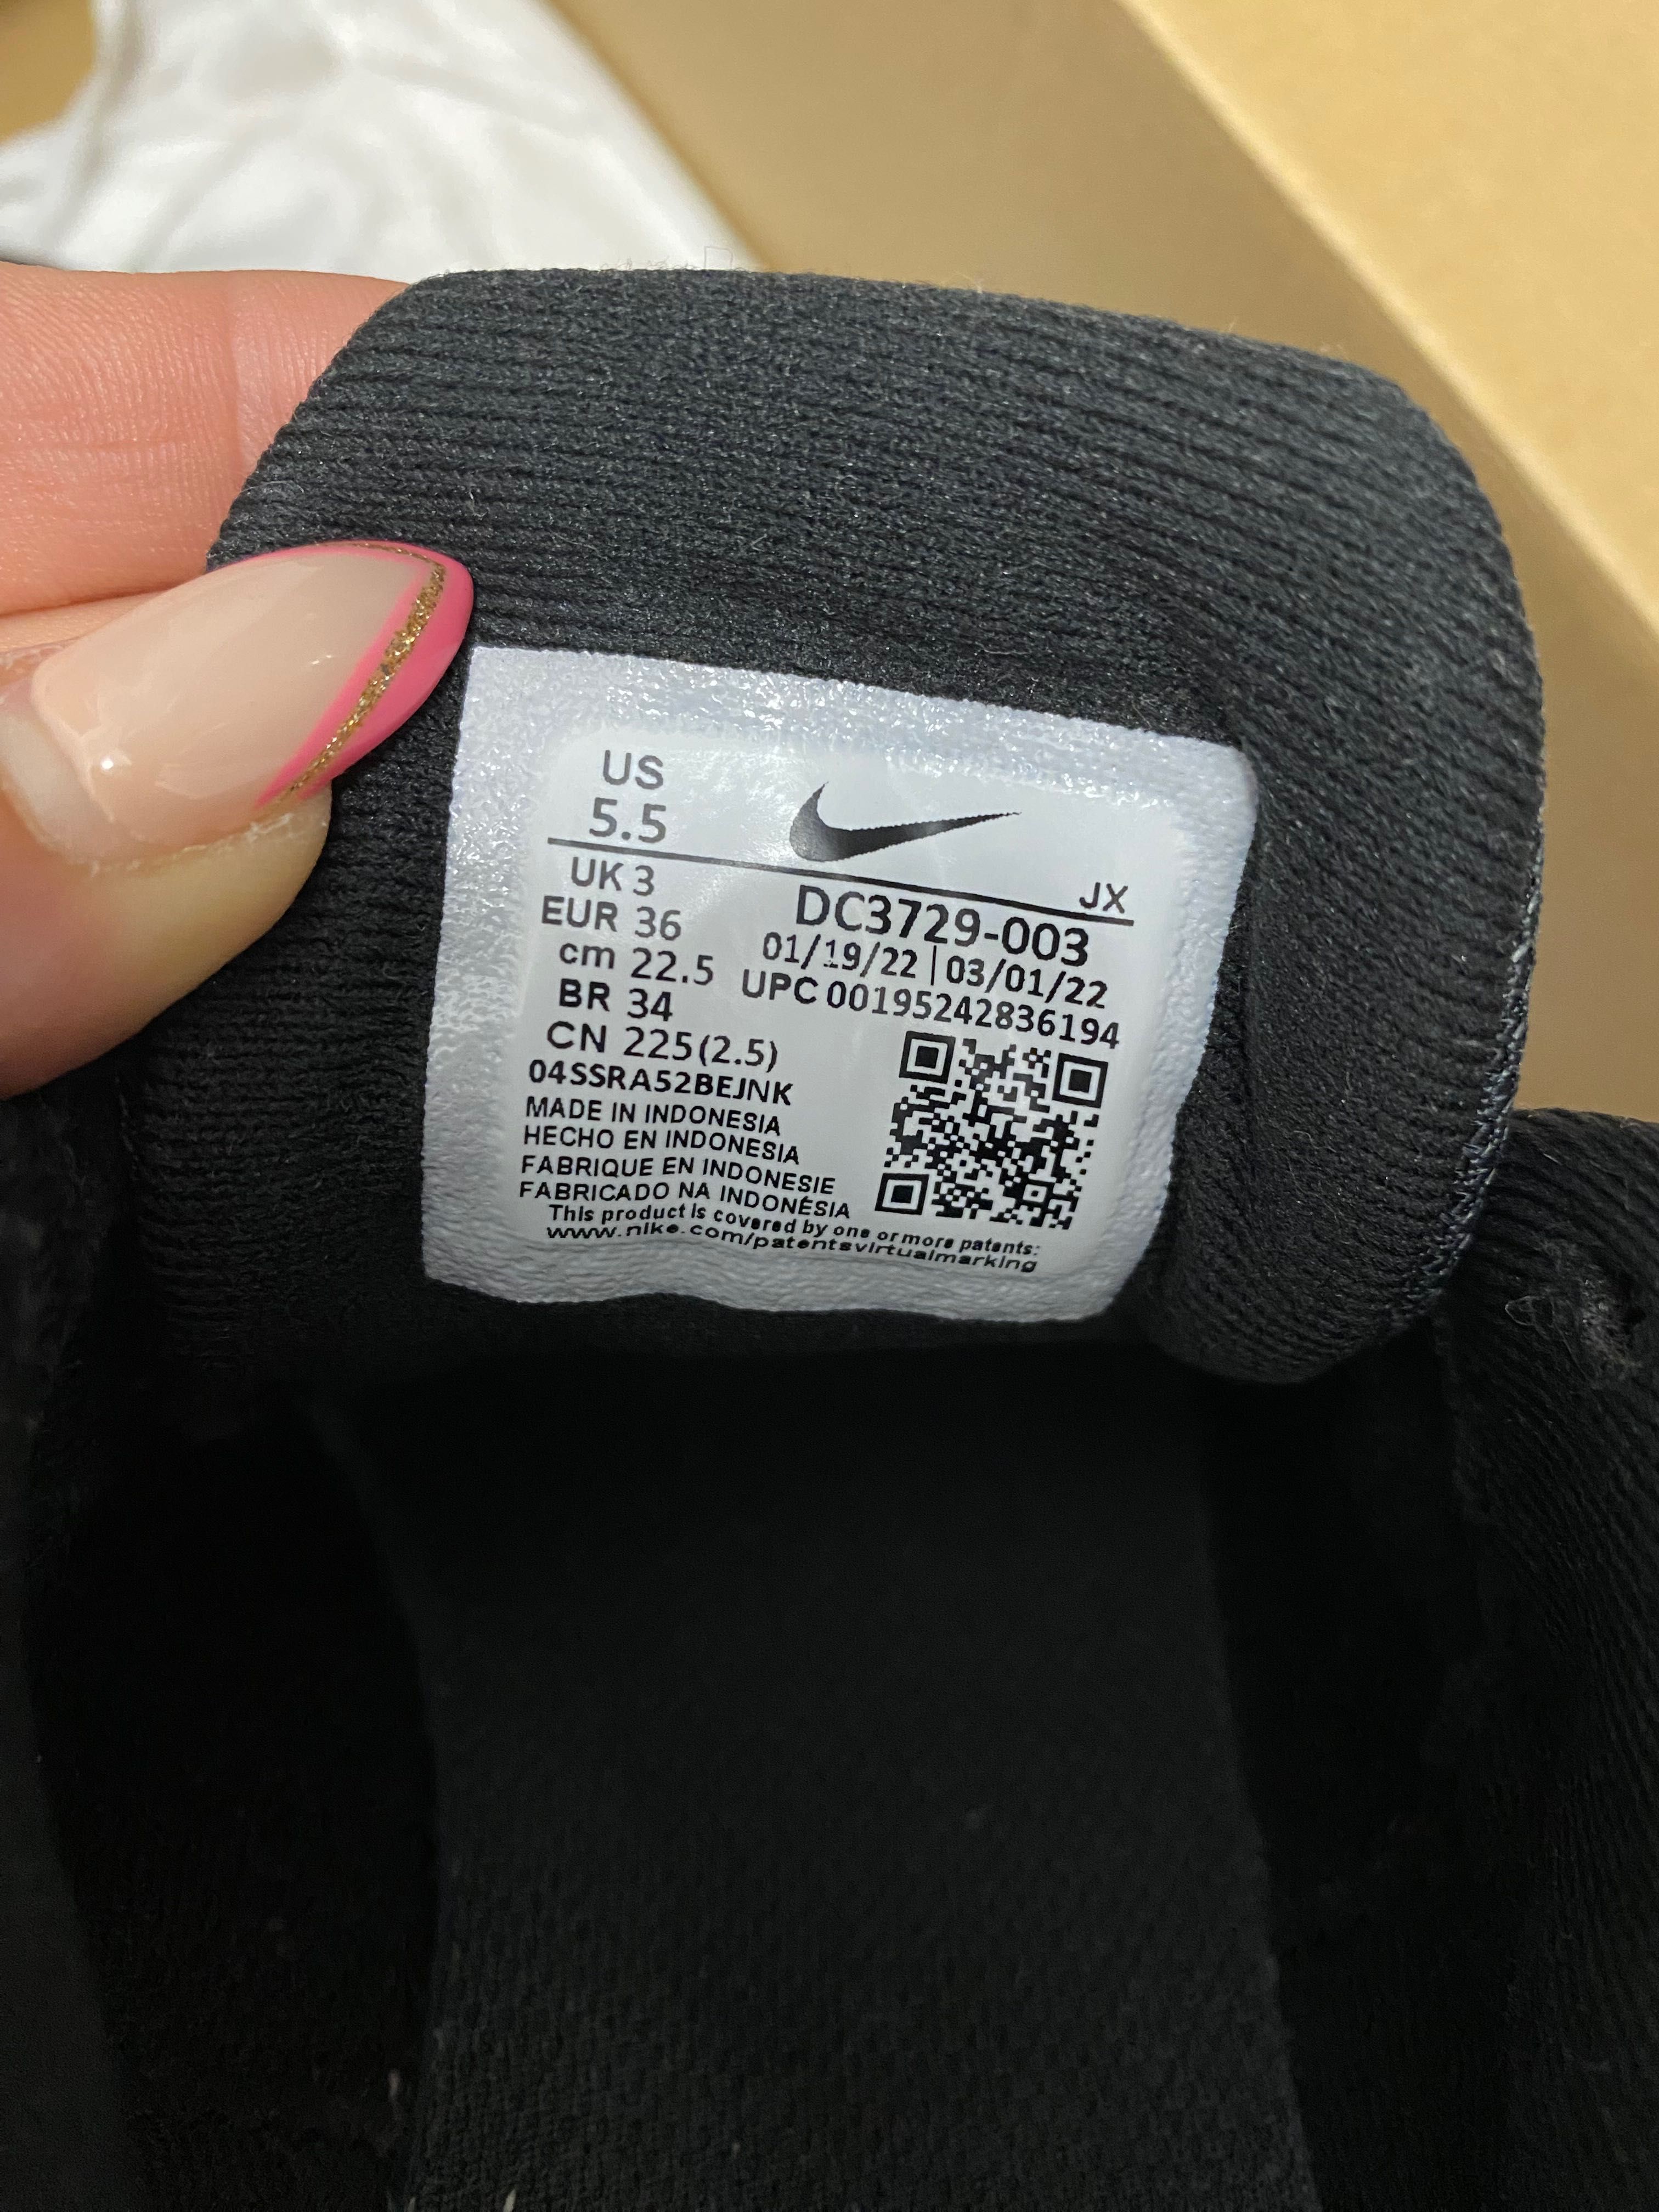 US
5.5
UK 3
EUR 36
cm 22.5
BR 34
CN 225(2.5)
JX
DC3729-003
01/19/22 | 03/01/22
UPC 00195242836194
04SSRA52BEJNK
MADE IN INDONESIA
HECHO EN INDONESIA
FABRIQUE EN INDONESIE
FABRICADO NA INDONÉSIA
This product is covered by one or more patents:
www.nike.com/patentsvirtualmarking